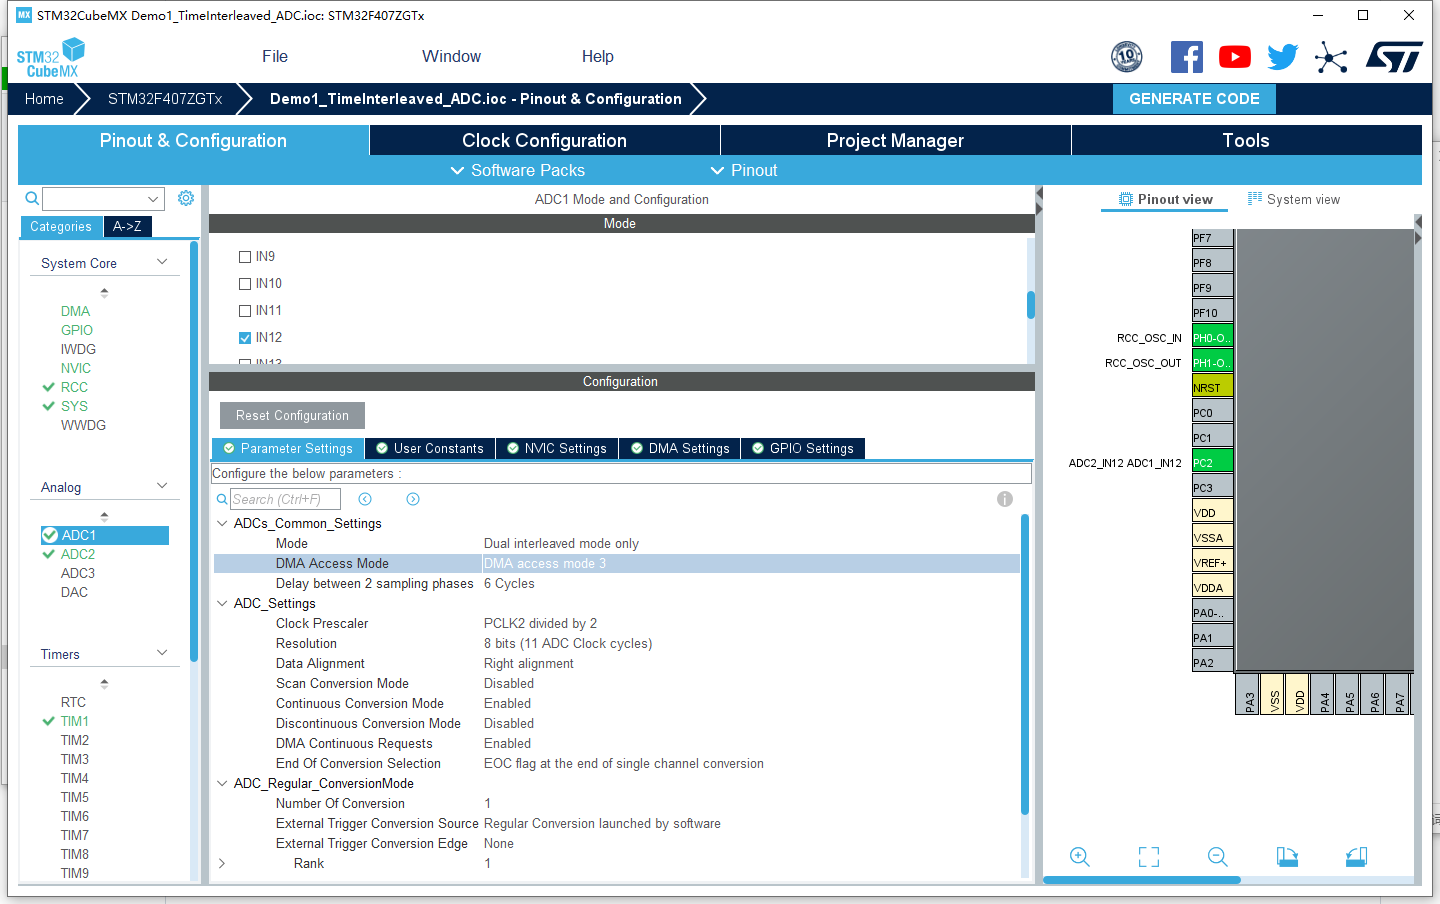 MX STM32CubeMX Demo1_TimeInterleaved_ADC.ioc: STM32F407ZGTx
STM32 CubeMX
File Window Help
10
ST
Home STM32F407ZGTx Demo1_TimeInterleaved_ADC.ioc - Pinout & Configuration GENERATE CODE
Pinout & Configuration Clock Configuration Project Manager Tools
Software Packs Pinout
Categories A->Z
System Core
DMA
GPIO
IWDG
NVIC
RCC
SYS
WWDG
Analog
ADC1
ADC2
ADC3
DAC
Timers
RTC
TIM1
TIM2
TIM3
TIM4
TIM5
TIM6
TIM7
TIM8
TIM9
ADC1 Mode and Configuration
Mode
IN9
IN10
IN11
IN12
IN13
Configuration
Reset Configuration
Parameter Settings User Constants NVIC Settings DMA Settings GPIO Settings
Configure the below parameters :
Search (Ctrl+F)
ADCs_Common_Settings
Mode Dual interleaved mode only
DMA Access Mode DMA access mode 3
Delay between 2 sampling phases 6 Cycles
ADC_Settings
Clock Prescaler PCLK2 divided by 2
Resolution 8 bits (11 ADC Clock cycles)
Data Alignment Right alignment
Scan Conversion Mode Disabled
Continuous Conversion Mode Enabled
Discontinuous Conversion Mode Disabled
DMA Continuous Requests Enabled
End Of Conversion Selection EOC flag at the end of single channel conversion
ADC_Regular_ConversionMode
Number Of Conversion 1
External Trigger Conversion Source Regular Conversion launched by software
External Trigger Conversion Edge None
Rank 1
Pinout view System view
PF7
PF8
PF9
PF10
RCC_OSC_IN PH0-O..
RCC_OSC_OUT PH1-O..
NRST
PC0
PC1
ADC2_IN12 ADC1_IN12 PC2
PC3
VDD
VSSA
VREF+
VDDA
PA0-..
PA1
PA2
PA3 VSS VDD PA4 PA5 PA6 PA7